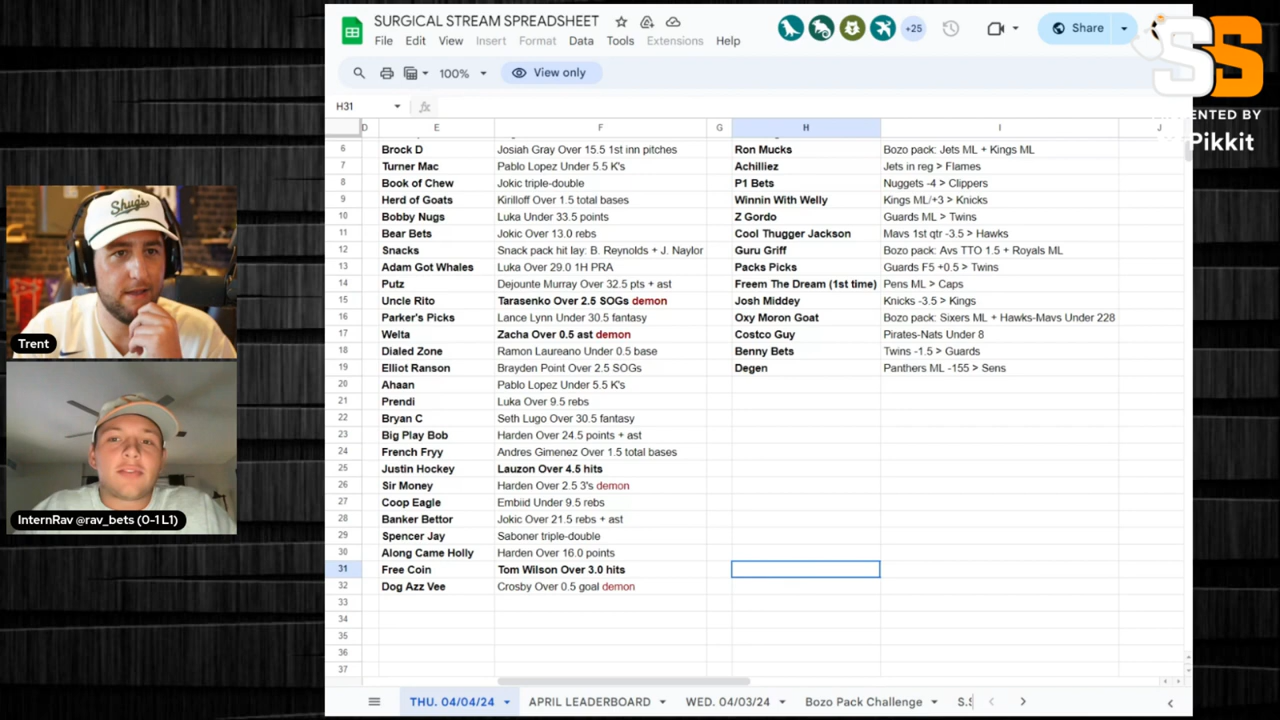 SURGICAL STREAM SPREADSHEET
File Edit View Insert Format Data Tools Extensions Help
+25
Share
100%
View only
H31
fx
SS
PRESENTED BY
Pikkit
D E F G H I J
6 Brock D Josiah Gray Over 15.5 1st inn pitches Ron Mucks Bozo pack: Jets ML + Kings ML
7 Turner Mac Pablo Lopez Under 5.5 K's Achilliez Jets in reg > Flames
8 Book of Chew Jokic triple-double P1 Bets Nuggets -4 > Clippers
9 Herd of Goats Kirilloff Over 1.5 total bases Winnin With Welly Kings ML/+3 > Knicks
10 Bobby Nugs Luka Under 33.5 points Z Gordo Guards ML > Twins
11 Bear Bets Jokic Over 13.0 rebs Cool Thugger Jackson Mavs 1st qtr -3.5 > Hawks
12 Snacks Snack pack hit lay: B. Reynolds + J. Naylor Guru Griff Bozo pack: Avs TTO 1.5 + Royals ML
13 Adam Got Whales Luka Over 29.0 1H PRA Packs Picks Guards F5 +0.5 > Twins
14 Putz Dejounte Murray Over 32.5 pts + ast Freem The Dream (1st time) Pens ML > Caps
15 Uncle Rito Tarasenko Over 2.5 SOGs demon Josh Middey Knicks -3.5 > Kings
16 Parker's Picks Lance Lynn Under 30.5 fantasy Oxy Moron Goat Bozo pack: Sixers ML + Hawks-Mavs Under 228
17 Welta Zacha Over 0.5 ast demon Costco Guy Pirates-Nats Under 8
18 Dialed Zone Ramon Laureano Under 0.5 base Benny Bets Twins -1.5 > Guards
19 Elliot Ranson Brayden Point Over 2.5 SOGs Degen Panthers ML -155 > Sens
20 Ahaan Pablo Lopez Under 5.5 K's
21 Prendi Luka Over 9.5 rebs
22 Bryan C Seth Lugo Over 30.5 fantasy
23 Big Play Bob Harden Over 24.5 points + ast
24 French Fryy Andres Gimenez Over 1.5 total bases
25 Justin Hockey Lauzon Over 4.5 hits
26 Sir Money Harden Over 2.5 3's demon
27 Coop Eagle Embiid Under 9.5 rebs
28 Banker Bettor Jokic Over 21.5 rebs + ast
29 Spencer Jay Saboner triple-double
30 Along Came Holly Harden Over 16.0 points
31 Free Coin Tom Wilson Over 3.0 hits
32 Dog Azz Vee Crosby Over 0.5 goal demon
33
34
35
36
37
THU. 04/04/24 APRIL LEADERBOARD WED. 04/03/24 Bozo Pack Challenge S.S
Shug's
Trent
InternRav @rav_bets (0-1 L1)